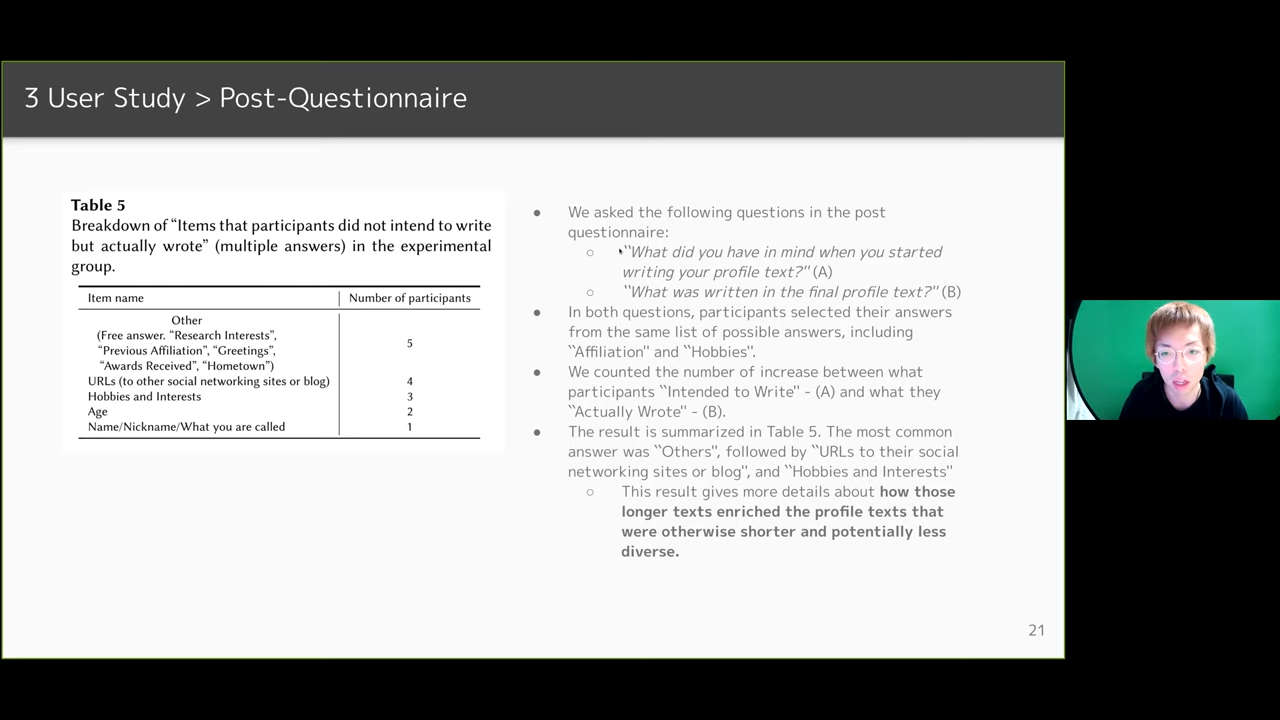 3 User Study > Post-Questionnaire
Table 5
Breakdown of “Items that participants did not intend to write
but actually wrote” (multiple answers) in the experimental
group.
Item name Number of participants
Other
(Free answer. “Research Interests”,
“Previous Affiliation”, “Greetings”,
“Awards Received”, “Hometown”)
5
URLs (to other social networking sites or blog) 4
Hobbies and Interests 3
Age 2
Name/Nickname/What you are called 1
● We asked the following questions in the post
questionnaire:
○ ``What did you have in mind when you started
writing your profile text?" (A)
○ ``What was written in the final profile text?" (B)
● In both questions, participants selected their answers
from the same list of possible answers, including
``Affiliation" and ``Hobbies".
● We counted the number of increase between what
participants ``Intended to Write" - (A) and what they
``Actually Wrote" - (B).
● The result is summarized in Table 5. The most common
answer was ``Others", followed by ``URLs to their social
networking sites or blog", and ``Hobbies and Interests"
○ This result gives more details about how those
longer texts enriched the profile texts that
were otherwise shorter and potentially less
diverse.
21